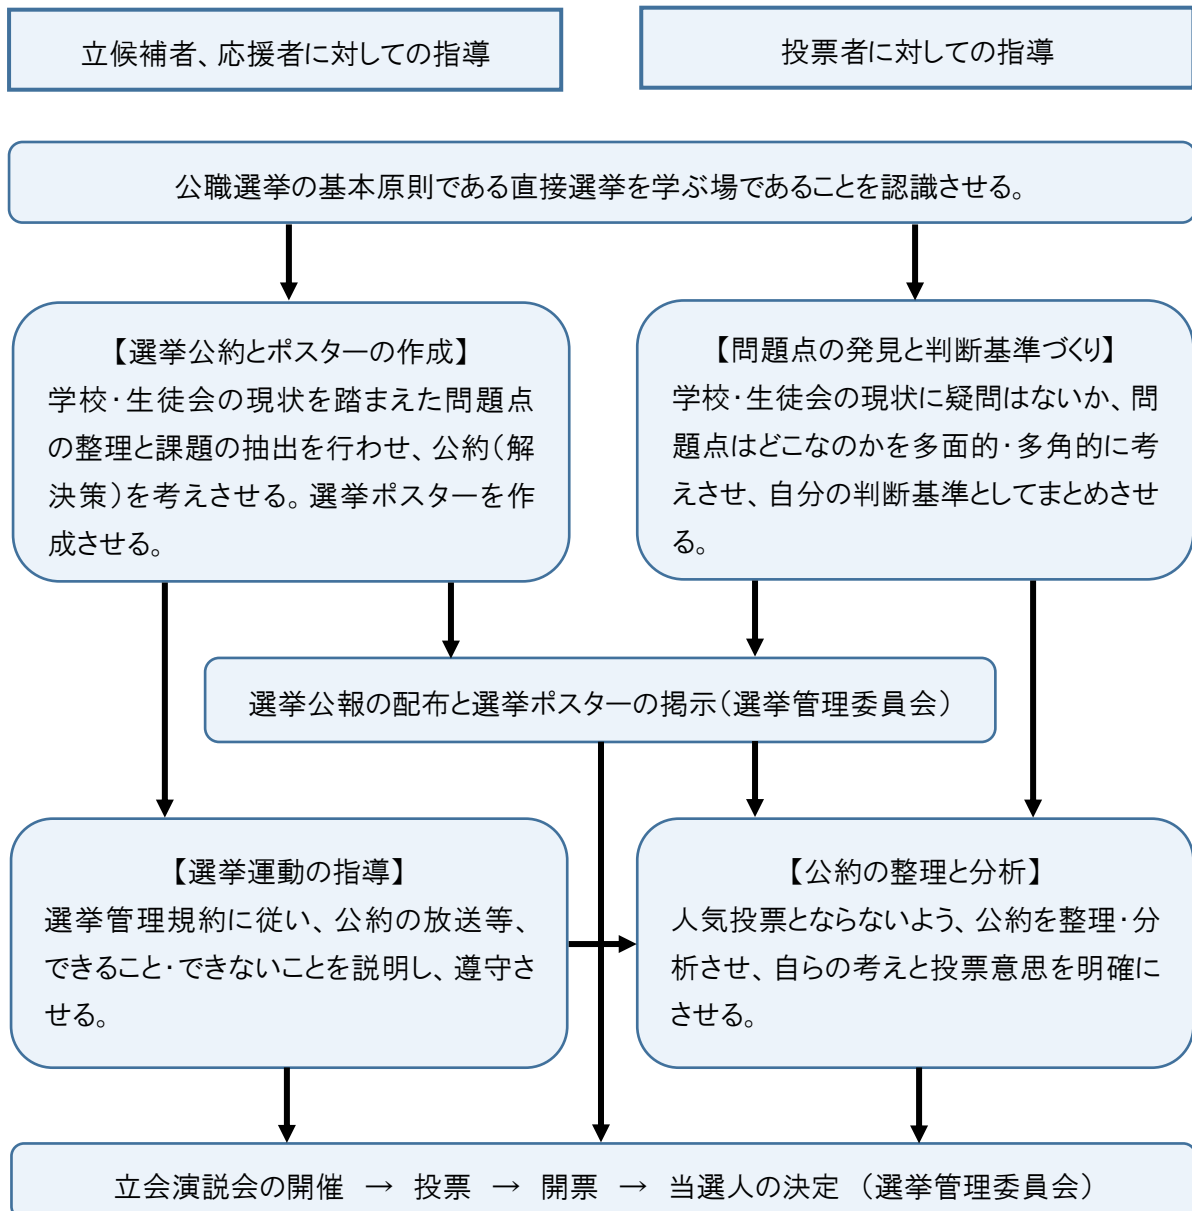 立候補者、応援者に対しての指導
投票者に対しての指導
公職選挙の基本原則である直接選挙を学ぶ場であることを認識させる。
【選挙公約とポスターの作成】
学校・生徒会の現状を踏まえた問題点
の整理と課題の抽出を行わせ、公約(解
決策)を考えさせる。選挙ポスターを作
成させる。
【問題点の発見と判断基準づくり】
学校・生徒会の現状に疑問はないか、問
題点はどこなのかを多面的・多角的に考
えさせ、自分の判断基準としてまとめさせ
る。
選挙公報の配布と選挙ポスターの掲示(選挙管理委員会)
【選挙運動の指導】
選挙管理規約に従い、公約の放送等、
できること・できないことを説明し、遵守さ
せる。
【公約の整理と分析】
人気投票とならないよう、公約を整理・分
析させ、自らの考えと投票意思を明確に
させる。
立会演説会の開催 → 投票 → 開票 → 当選人の決定 (選挙管理委員会)